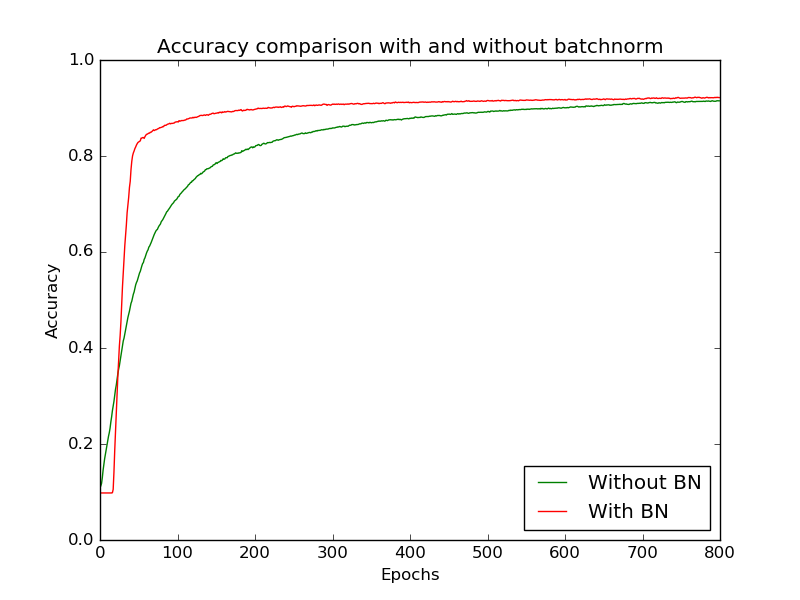 Accuracy comparison with and without batchnorm
1.0
0.8
0.6
0.4
0.2
0.0
Accuracy
0 100 200 300 400 500 600 700 800
Epochs
Without BN
With BN